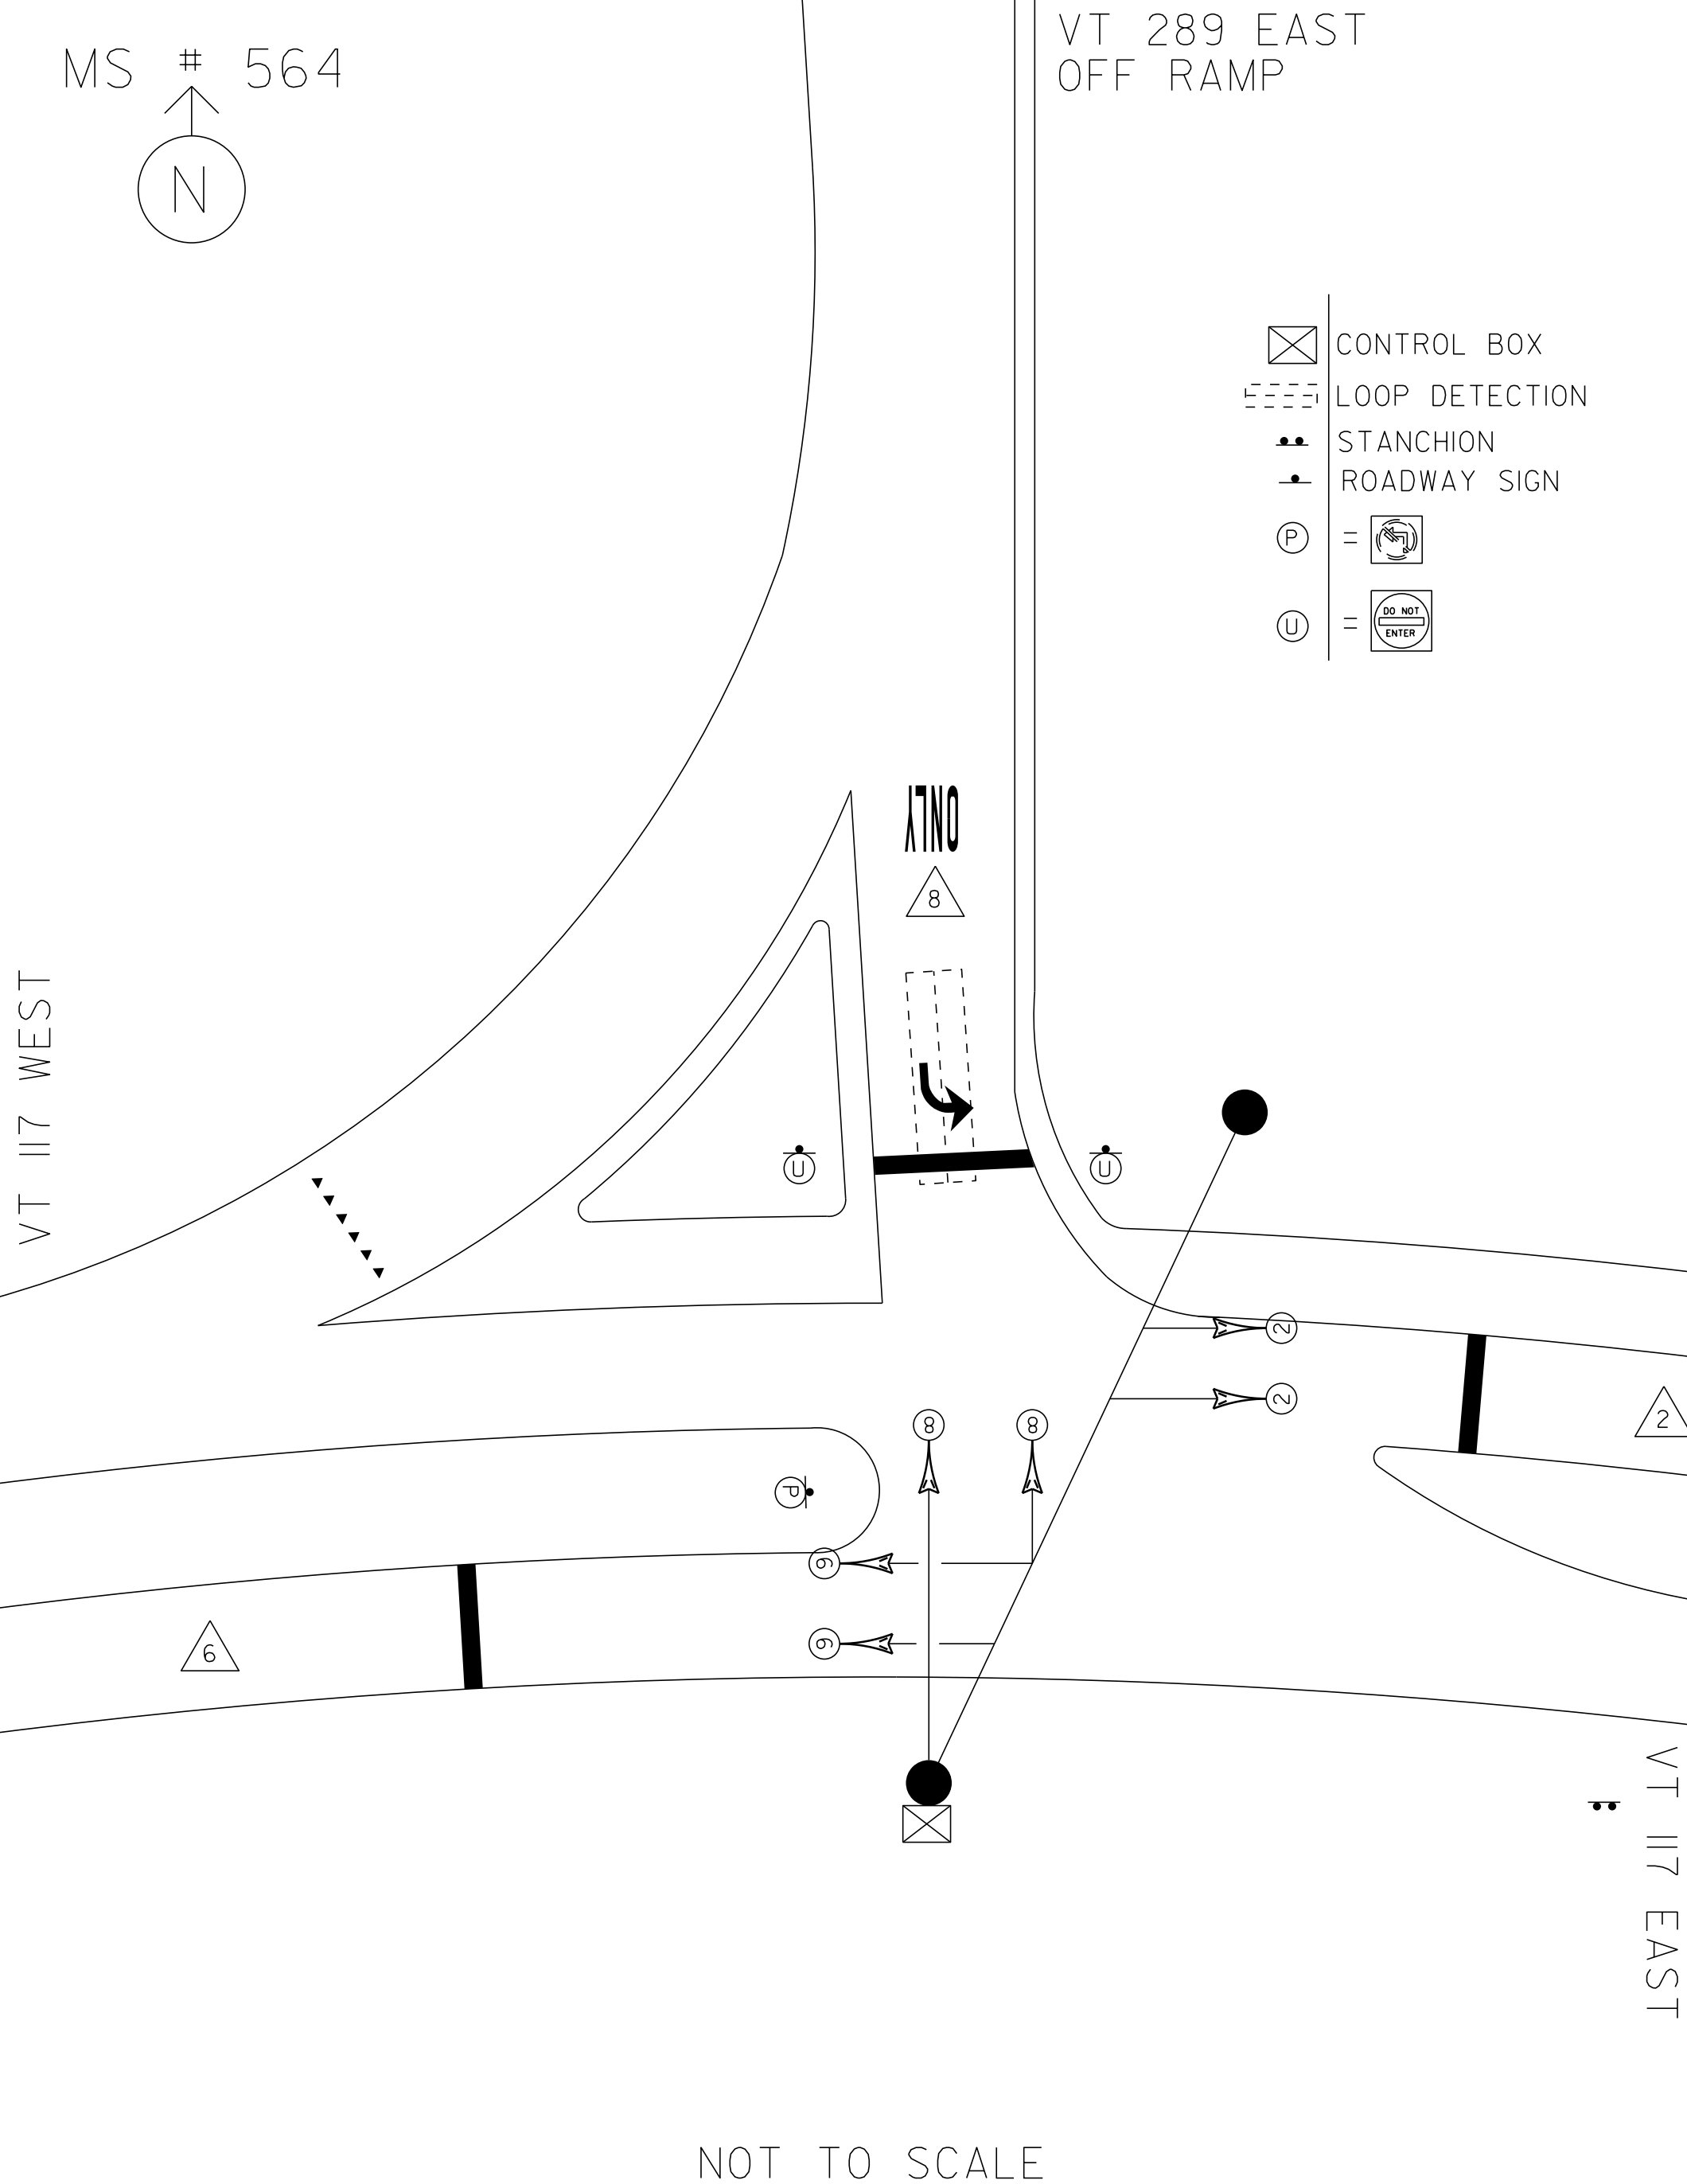 VT 289 EAST
OFF RAMP
MS # 564
N
CONTROL BOX
LOOP DETECTION
STANCHION
ROADWAY SIGN
P =
U = DO NOT
ENTER
ONLY
8
VT 117 WEST
U
U
2
2
2
8
8
P
6
6
6
VT 117 EAST
NOT TO SCALE